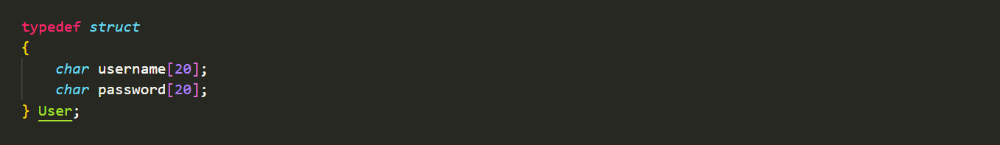 typedef struct
{
    char username[20];
    char password[20];
} User;